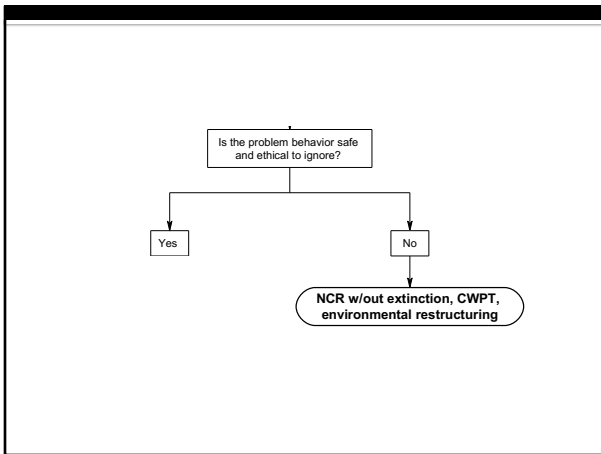 Is the problem behavior safe
and ethical to ignore?
Yes
No
NCR w/out extinction, CWPT,
environmental restructuring